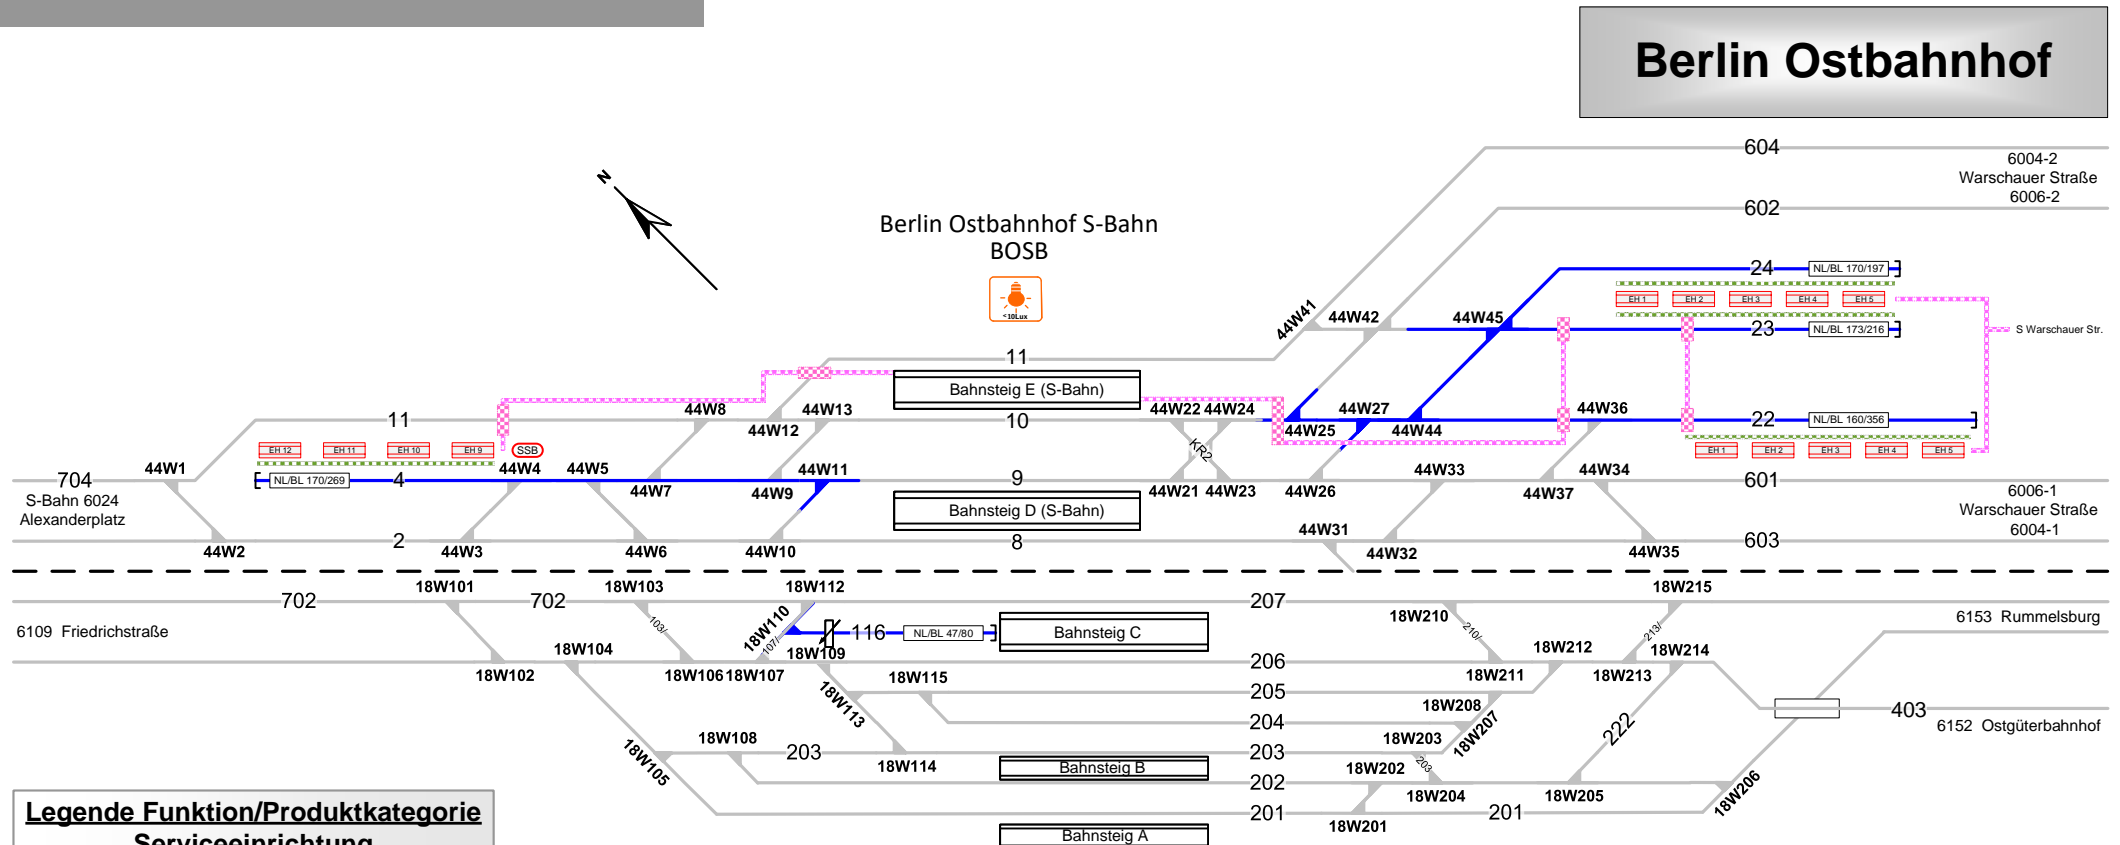 Berlin Ostbahnhof
604
6004-2
Warschauer Straße
6006-2
602
N
Berlin Ostbahnhof S-Bahn
BOSB
<10Lux
24
NL/BL 170/197
EH 1 EH 2 EH 3 EH 4 EH 5
44W41 44W42 44W45
23
NL/BL 173/216
S Warschauer Str.
11
Bahnsteig E (S-Bahn)
11
44W8 44W13
44W12
10
44W22 44W24
44W25
44W27
44W44
44W36
22
NL/BL 160/356
EH 12 EH 11 EH 10 EH 9 SSB
EH 1 EH 2 EH 3 EH 4 EH 5
KR2
704
S-Bahn 6024
Alexanderplatz
44W1
NL/BL 170/269
4
44W4 44W5
44W7
44W9
44W11
9
44W21 44W23
44W26
44W33
44W37
44W34
601
6006-1
Warschauer Straße
6004-1
Bahnsteig D (S-Bahn)
44W2
2
44W3
44W6
44W10
8
44W31
44W32
44W35
603
702
18W101
702
18W103
18W112
207
18W210
18W215
6109 Friedrichstraße
103/
18W110
107/
116
NL/BL 47/80
Bahnsteig C
210/
213/
6153 Rummelsburg
18W102
18W104
18W106 18W107
18W109
206
18W211
18W212
18W213
18W214
18W113
18W115
205
18W208
204
18W207
222
403
6152 Ostgüterbahnhof
18W105
18W108
203
18W114
203
18W203
203
Bahnsteig B
202
18W202
18W204
18W205
18W206
201
18W201
201
Bahnsteig A
Legende Funktion/Produktkategorie
Serviceeinrichtung